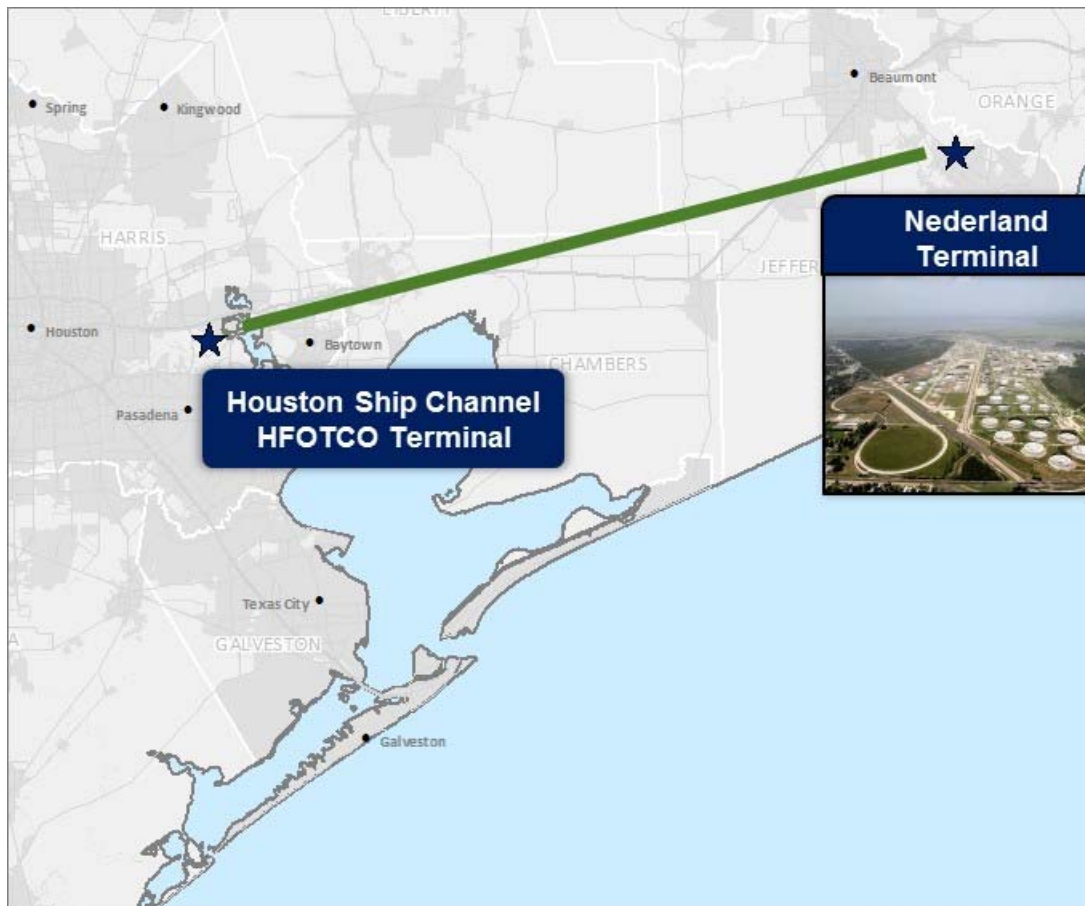 LIBERTY
Beaumont
Spring
Kingwood
ORANGE
Nederland
Terminal
HARRIS
JEFFER
Houston
Baytown
CHAMBERS
Houston Ship Channel
HFOTCO Terminal
Pasadena
Texas City
GALVESTON
A
Galveston